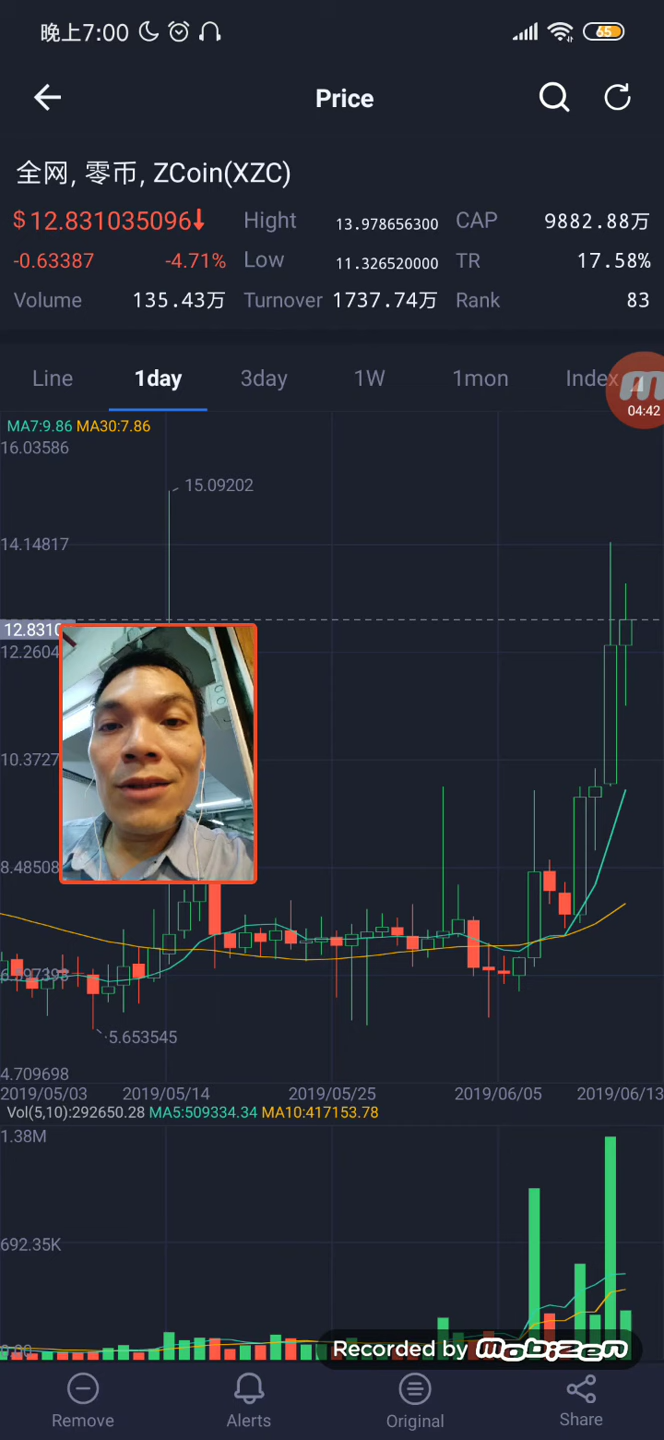 晚上7:00 65
Price
全网, 零币, ZCoin(XZC)
$12.831035096 Hight 13.978656300 CAP 9882.88万
-0.63387 -4.71% Low 11.326520000 TR 17.58%
Volume 135.43万 Turnover 1737.74万 Rank 83
Line 1day 3day 1W 1mon Index
04:42
MA7:9.86 MA30:7.86
16.03586
15.09202
14.14817
12.8310
12.2604
10.3727
8.48508
5.653545
4.709698
2019/05/03 2019/05/14 2019/05/25 2019/06/05 2019/06/13
Vol(5,10):292650.28 MA5:509334.34 MA10:417153.78
1.38M
692.35K
0.00
Recorded by mobizen
Remove Alerts Original Share